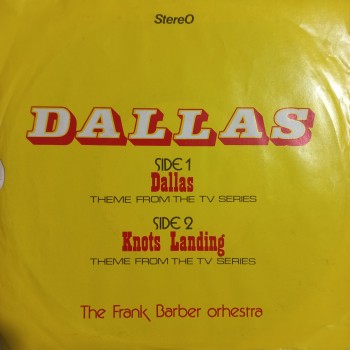 StereO
DALLAS
SIDE 1
Dallas
THEME FROM THE TV SERIES
SIDE 2
Knots Landing
THEME FROM THE TV SERIES
The Frank Barber orhestra